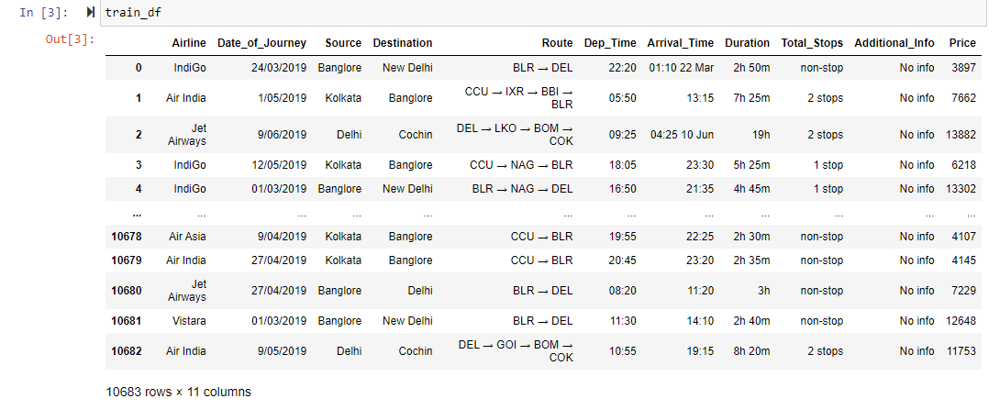 In [3]: train_df
Out[3]:
Airline Date_of_Journey Source Destination Route Dep_Time Arrival_Time Duration Total_Stops Additional_Info Price
0 IndiGo 24/03/2019 Banglore New Delhi BLR → DEL 22:20 01:10 22 Mar 2h 50m non-stop No info 3897
1 Air India 1/05/2019 Kolkata Banglore CCU → IXR → BBI → BLR 05:50 13:15 7h 25m 2 stops No info 7662
2 Jet Airways 9/06/2019 Delhi Cochin DEL → LKO → BOM → COK 09:25 04:25 10 Jun 19h 2 stops No info 13882
3 IndiGo 12/05/2019 Kolkata Banglore CCU → NAG → BLR 18:05 23:30 5h 25m 1 stop No info 6218
4 IndiGo 01/03/2019 Banglore New Delhi BLR → NAG → DEL 16:50 21:35 4h 45m 1 stop No info 13302
... ... ... ... ... ... ... ... ... ... ... ...
10678 Air Asia 9/04/2019 Kolkata Banglore CCU → BLR 19:55 22:25 2h 30m non-stop No info 4107
10679 Air India 27/04/2019 Kolkata Banglore CCU → BLR 20:45 23:20 2h 35m non-stop No info 4145
10680 Jet Airways 27/04/2019 Banglore Delhi BLR → DEL 08:20 11:20 3h non-stop No info 7229
10681 Vistara 01/03/2019 Banglore New Delhi BLR → DEL 11:30 14:10 2h 40m non-stop No info 12648
10682 Air India 9/05/2019 Delhi Cochin DEL → GOI → BOM → COK 10:55 19:15 8h 20m 2 stops No info 11753
10683 rows × 11 columns